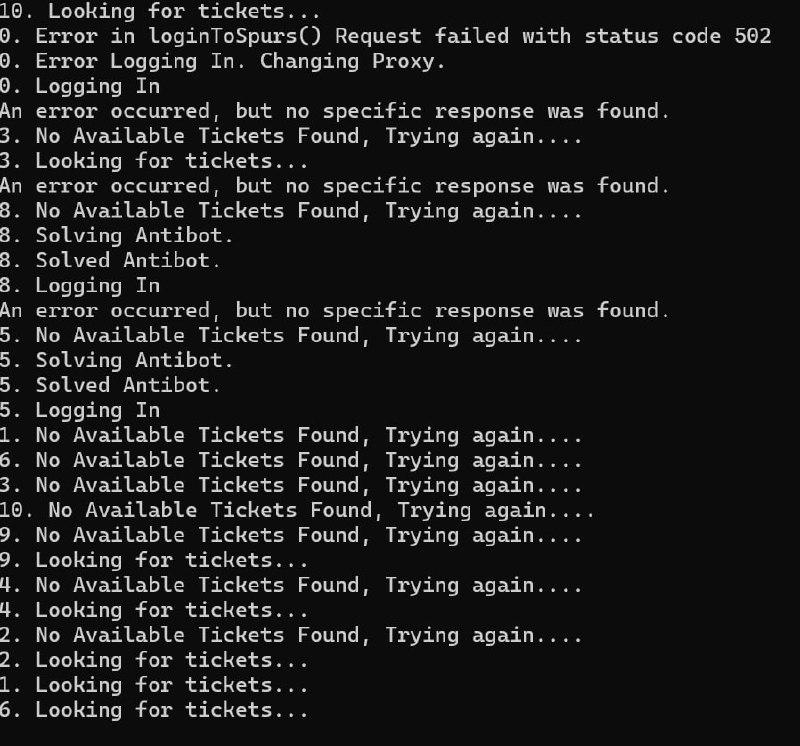 10. Looking for tickets...
0. Error in loginToSpurs() Request failed with status code 502
0. Error Logging In. Changing Proxy.
0. Logging In
An error occurred, but no specific response was found.
3. No Available Tickets Found, Trying again....
3. Looking for tickets...
An error occurred, but no specific response was found.
8. No Available Tickets Found, Trying again....
8. Solving Antibot.
8. Solved Antibot.
8. Logging In
An error occurred, but no specific response was found.
5. No Available Tickets Found, Trying again....
5. Solving Antibot.
5. Solved Antibot.
5. Logging In
1. No Available Tickets Found, Trying again....
6. No Available Tickets Found, Trying again....
3. No Available Tickets Found, Trying again....
10. No Available Tickets Found, Trying again....
9. No Available Tickets Found, Trying again....
9. Looking for tickets...
4. No Available Tickets Found, Trying again....
4. Looking for tickets...
2. No Available Tickets Found, Trying again....
2. Looking for tickets...
1. Looking for tickets...
6. Looking for tickets...